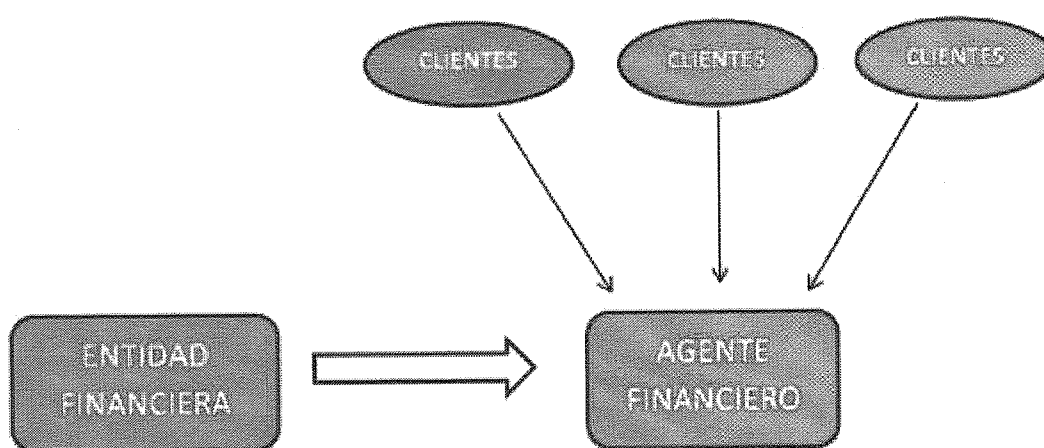 CLIENTES
CLIENTES
CLIENTES
ENTIDAD
FINANCIERA
AGENTE
FINANCIERO